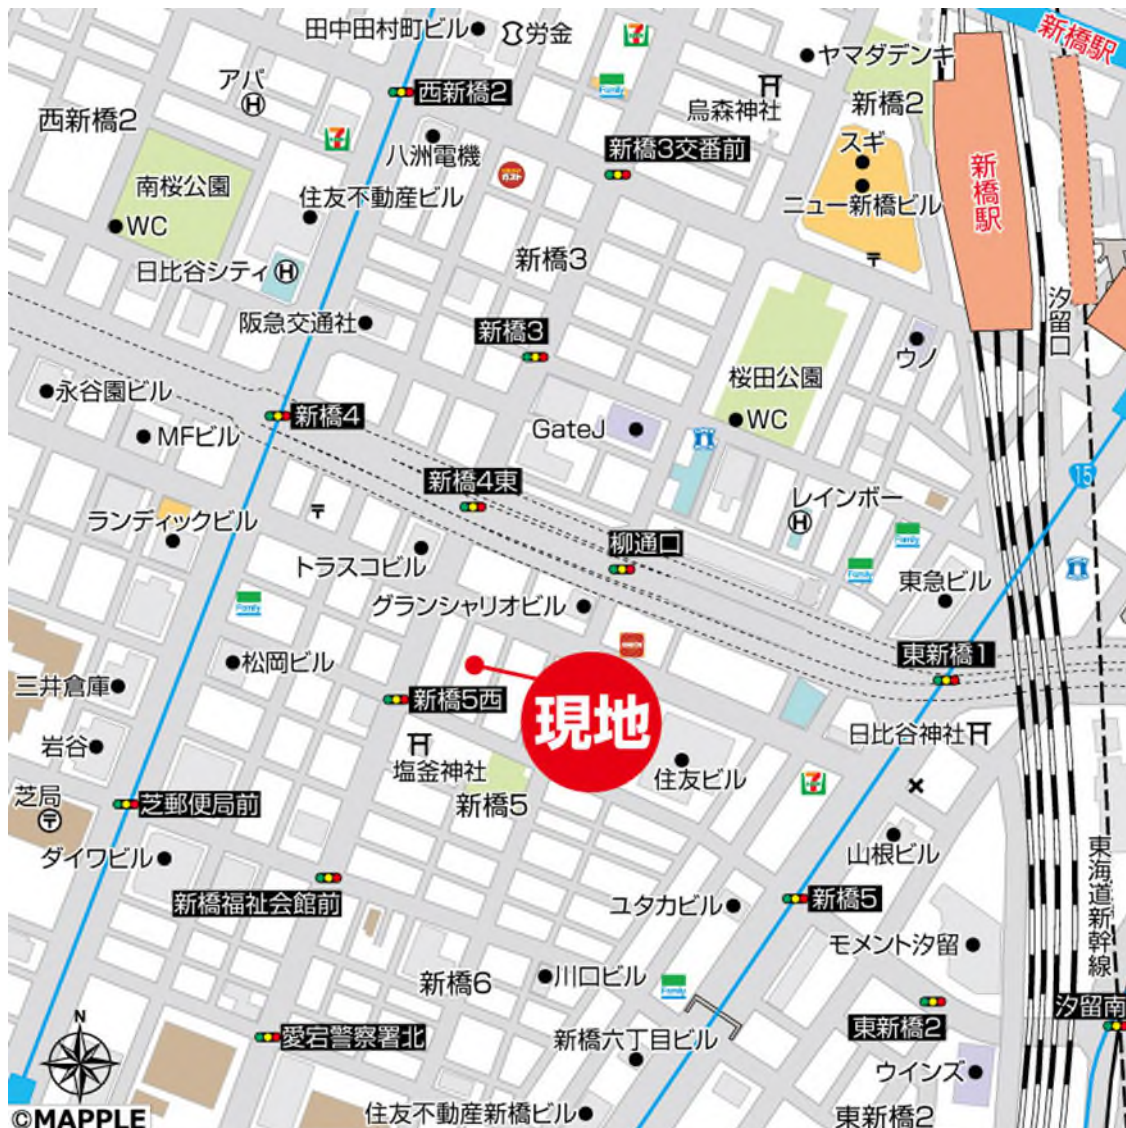 田中田村町ビル
労金
新橋駅
ヤマダデンキ
アパ
西新橋2
新橋2
西新橋2
烏森神社
八洲電機
新橋3交番前
スギ
南桜公園
住友不動産ビル
新橋駅
ニュー新橋ビル
WC
新橋3
日比谷シティ
汐留口
阪急交通社
新橋3
ウノ
桜田公園
永谷園ビル
新橋4
WC
MFビル
GateJ
新橋4東
15
レインボー
ランディックビル
柳通口
トラスコビル
Family
東急ビル
Family
グランシャリオビル
Family
東新橋1
松岡ビル
三井倉庫
新橋5西
現地
日比谷神社
岩谷
塩釜神社
住友ビル
芝局
新橋5
芝郵便局前
ダイワビル
山根ビル
東海道新幹線
新橋福祉会館前
ユタカビル
新橋5
モメント汐留
新橋6
川口ビル
Family
汐留南
愛宕警察署北
新橋六丁目ビル
東新橋2
ウインズ
N
©MAPPLE
住友不動産新橋ビル
東新橋2